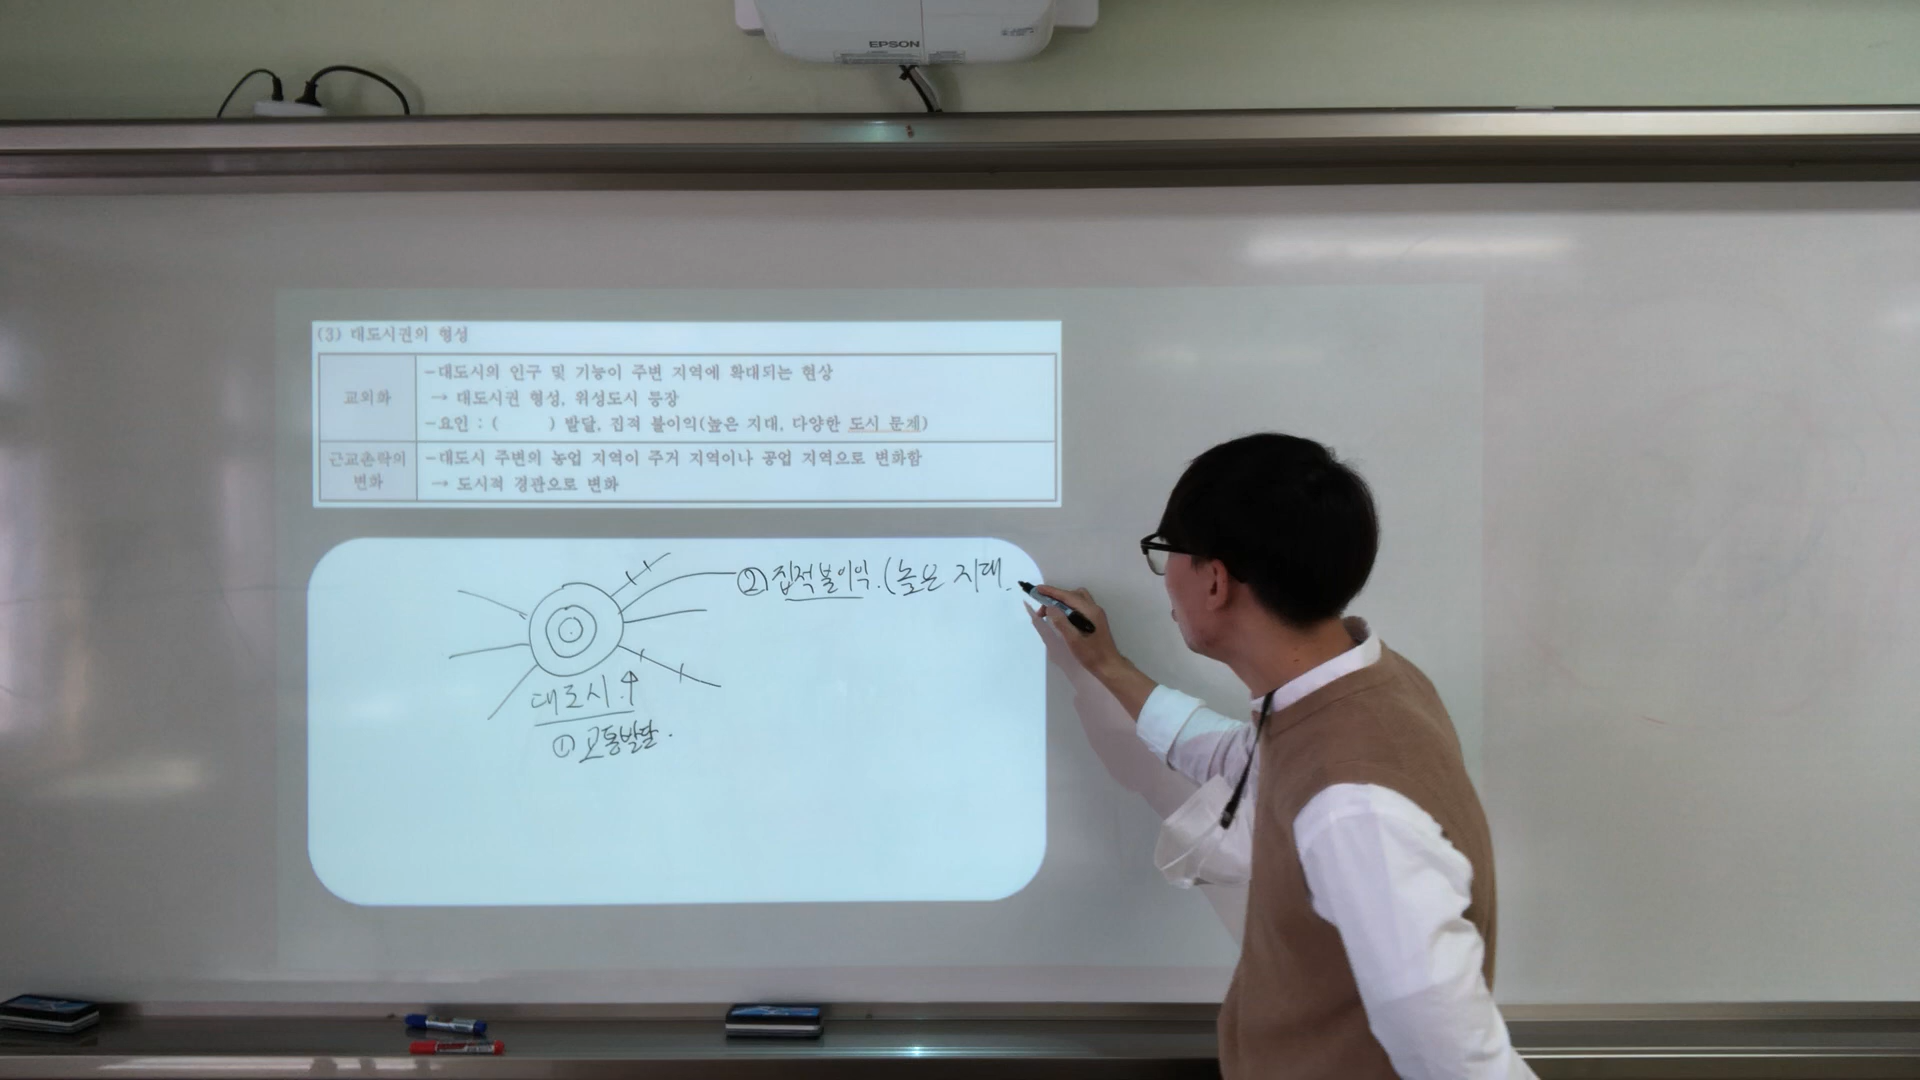 EPSON
(3) 대도시권의 형성
교외화
-대도시의 인구 및 기능이 주변 지역에 확대되는 현상
→ 대도시권 형성, 위성도시 등장
-요인 : (      ) 발달, 집적 불이익(높은 지대, 다양한 도시 문제)
근교촌락의
변화
-대도시 주변의 농업 지역이 주거 지역이나 공업 지역으로 변화함
→ 도시적 경관으로 변화
② 집적불이익.(높은 지대.
대도시.
① 교통발달.